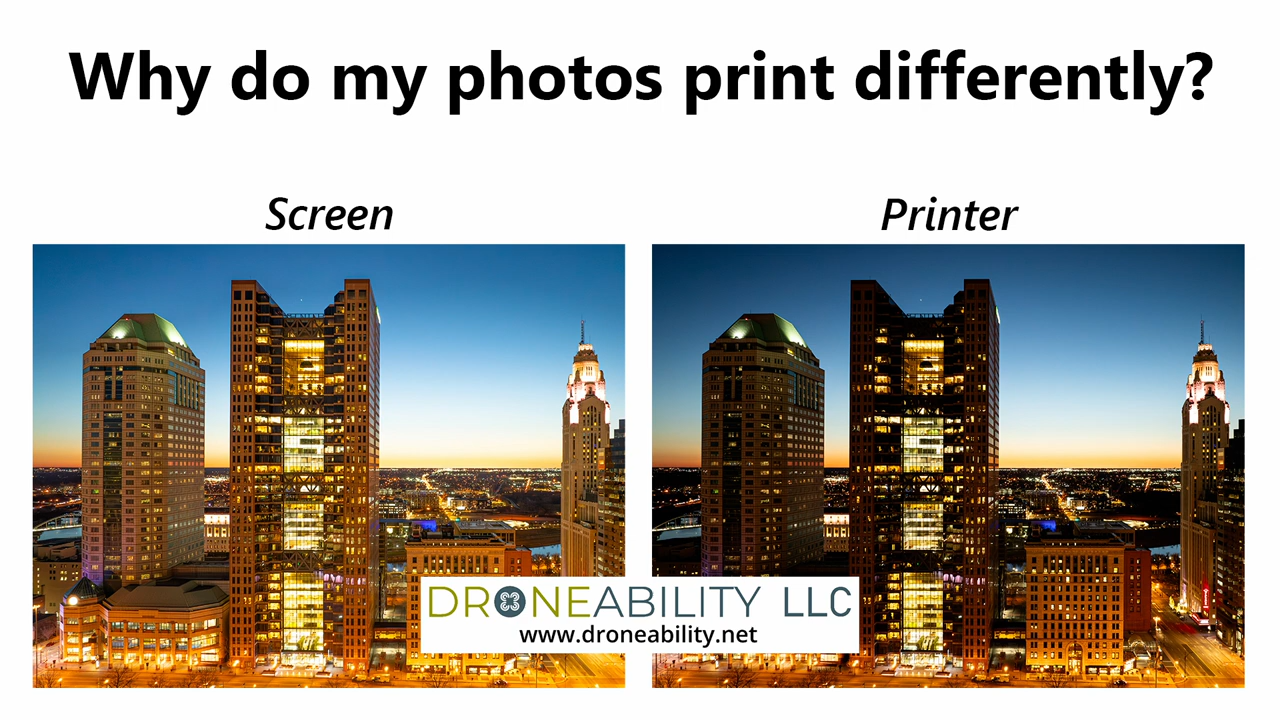 Why do my photos print differently?
Screen
Printer
DRONEABILITY LLC
www.droneability.net